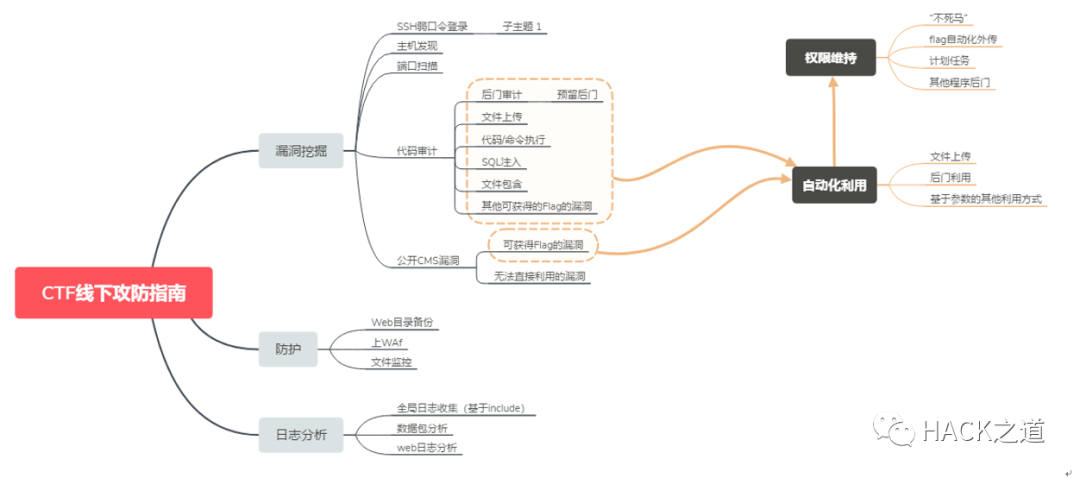 CTF线下攻防指南
漏洞挖掘
SSH弱口令登录
子主题 1
主机发现
端口扫描
代码审计
后门审计
预留后门
文件上传
代码/命令执行
SQL注入
文件包含
其他可获得的Flag的漏洞
公开CMS漏洞
可获得Flag的漏洞
无法直接利用的漏洞
自动化利用
文件上传
后门利用
基于参数的其他利用方式
权限维持
“不死马”
flag自动化外传
计划任务
其他程序后门
防护
Web目录备份
上WAf
文件监控
日志分析
全局日志收集（基于include）
数据包分析
web日志分析
HACK之道